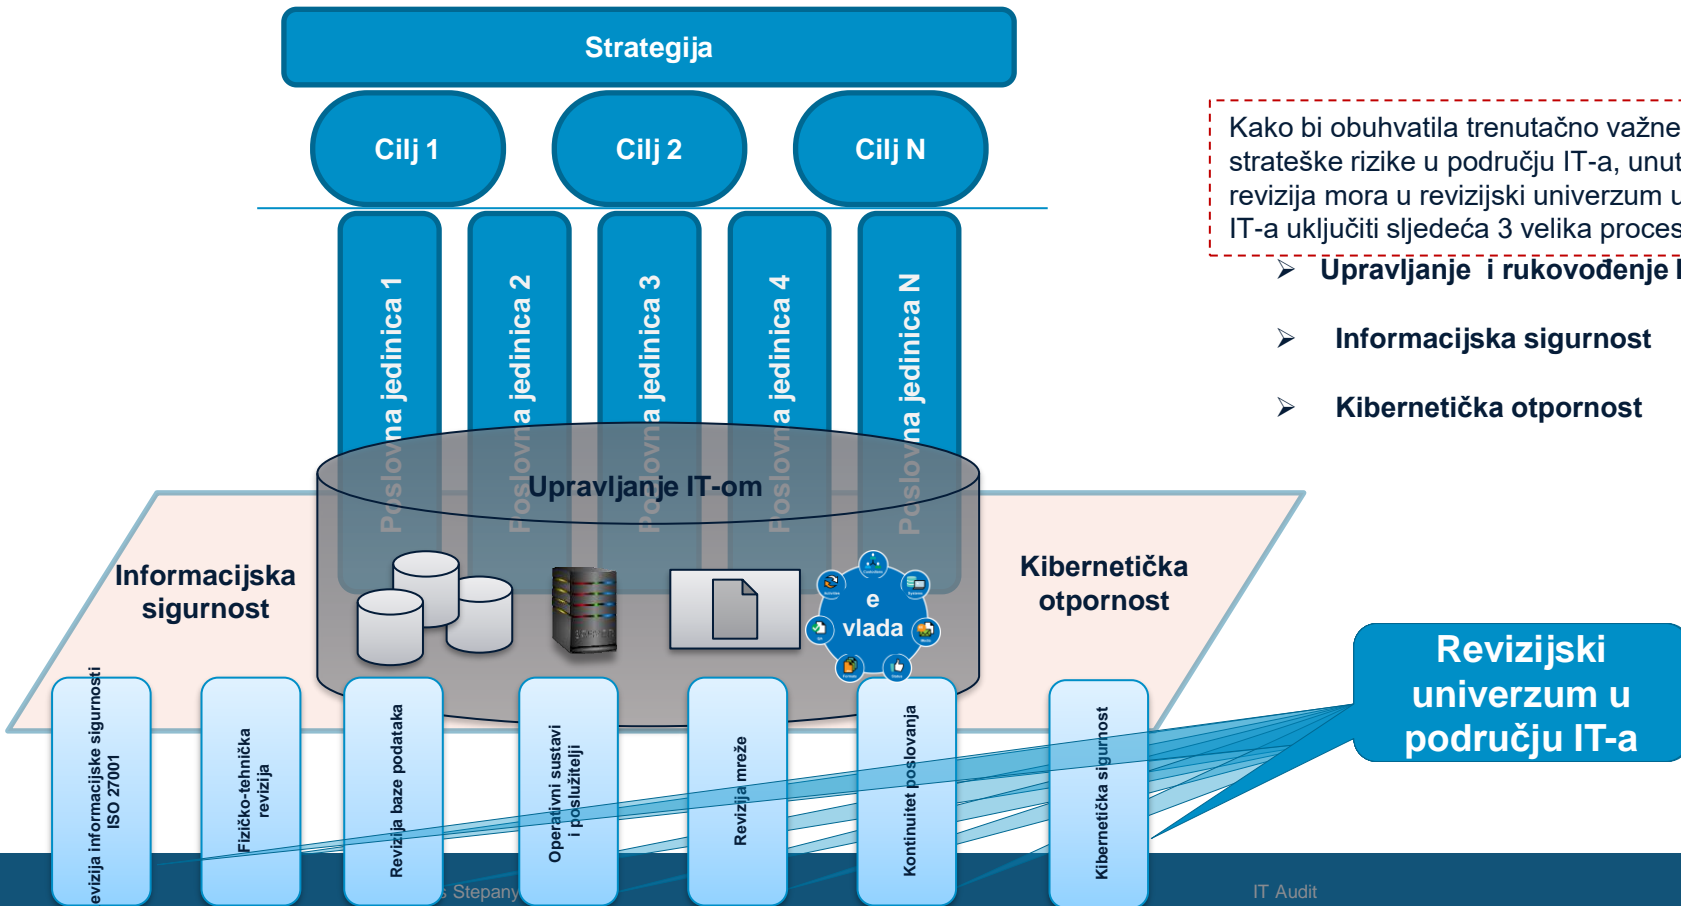 Strategija
Cilj 1
Cilj 2
Cilj N
Kako bi obuhvatila trenutačno važne
strateške rizike u području IT-a, unut
revizija mora u revizijski univerzum u
IT-a uključiti sljedeća 3 velika proces
➢ Upravljanje i rukovođenje I
➢ Informacijska sigurnost
➢ Kibernetička otpornost
Poslovna jedinica 1
Poslovna jedinica 2
Poslovna jedinica 3
Poslovna jedinica 4
Poslovna jedinica N
Upravljanje IT-om
Informacijska
sigurnost
Kibernetička
otpornost
e
vlada
Revizijski
univerzum u
području IT-a
evizija informacijske sigurnosti
ISO 27001
Fizičko-tehnička
revizija
Revizija baze podataka
Operativni sustavi
i poslužitelji
Revizija mreže
Kontinuitet poslovanja
Kibernetička sigurnost
s Stepany
IT Audit